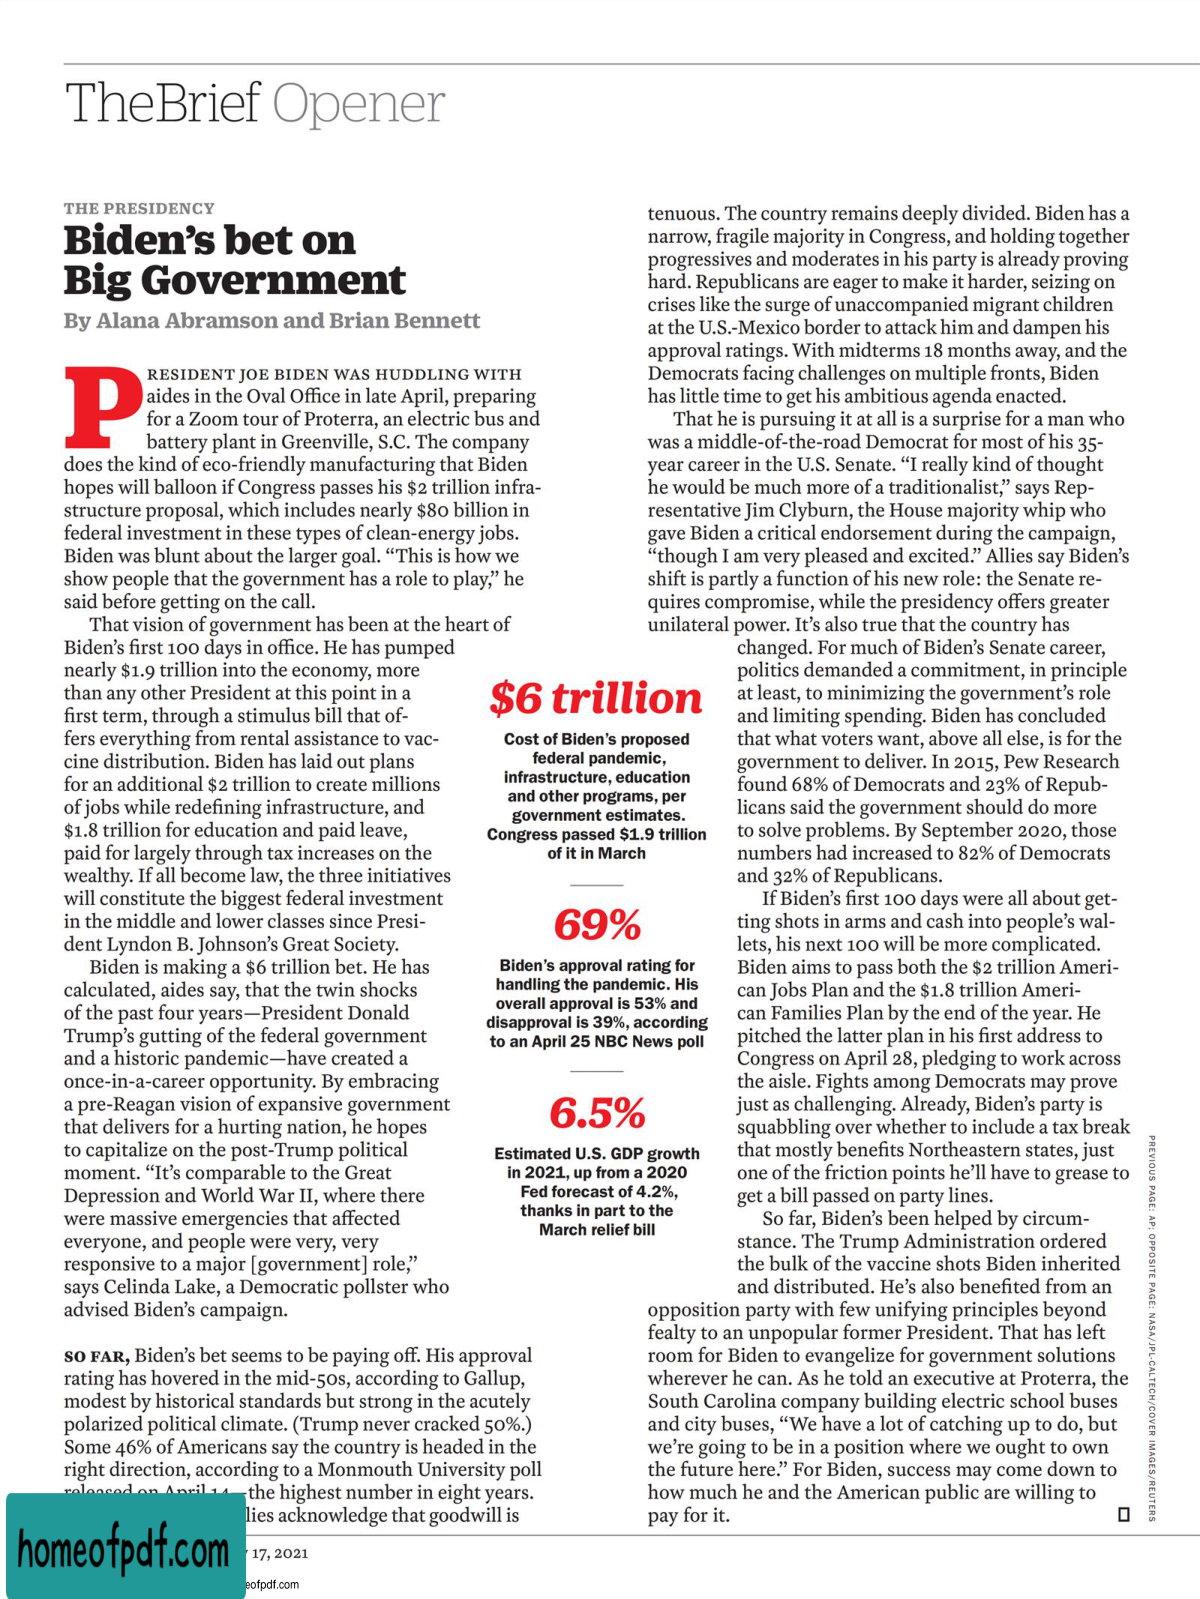 TheBrief Opener
THE PRESIDENCY
Biden's bet on
Big Government
By Alana Abramson and Brian Bennett
PRESIDENT JOE BIDEN WAS HUDDLING WITH
aides in the Oval Office in late April, preparing
for a Zoom tour of Proterra, an electric bus and
battery plant in Greenville, S.C. The company
does the kind of eco-friendly manufacturing that Biden
hopes will balloon if Congress passes his $2 trillion infra-
structure proposal, which includes nearly $80 billion in
federal investment in these types of clean-energy jobs.
Biden was blunt about the larger goal. “This is how we
show people that the government has a role to play,” he
said before getting on the call.
That vision of government has been at the heart of
Biden's first 100 days in office. He has pumped
nearly $1.9 trillion into the economy, more
than any other President at this point in a
first term, through a stimulus bill that of-
fers everything from rental assistance to vac-
cine distribution. Biden has laid out plans
for an additional $2 trillion to create millions
of jobs while redefining infrastructure, and
$1.8 trillion for education and paid leave,
paid for largely through tax increases on the
wealthy. If all become law, the three initiatives
will constitute the biggest federal investment
in the middle and lower classes since Presi-
dent Lyndon B. Johnson's Great Society.
Biden is making a $6 trillion bet. He has
calculated, aides say, that the twin shocks
of the past four years—President Donald
Trump's gutting of the federal government
and a historic pandemic—have created a
once-in-a-career opportunity. By embracing
a pre-Reagan vision of expansive government
that delivers for a hurting nation, he hopes
to capitalize on the post-Trump political
moment. “It's comparable to the Great
Depression and World War II, where there
were massive emergencies that affected
everyone, and people were very, very
responsive to a major [government] role,”
says Celinda Lake, a Democratic pollster who
advised Biden's campaign.
SO FAR, Biden's bet seems to be paying off. His approval
rating has hovered in the mid-50s, according to Gallup,
modest by historical standards but strong in the acutely
polarized political climate. (Trump never cracked 50%.)
Some 46% of Americans say the country is headed in the
right direction, according to a Monmouth University poll
released on April 14—the highest number in eight years.
lies acknowledge that goodwill is
$6 trillion
Cost of Biden's proposed
federal pandemic,
infrastructure, education
and other programs, per
government estimates.
Congress passed $1.9 trillion
of it in March
69%
Biden's approval rating for
handling the pandemic. His
overall approval is 53% and
disapproval is 39%, according
to an April 25 NBC News poll
6.5%
Estimated U.S. GDP growth
in 2021, up from a 2020
Fed forecast of 4.2%,
thanks in part to the
March relief bill
tenuous. The country remains deeply divided. Biden has a
narrow, fragile majority in Congress, and holding together
progressives and moderates in his party is already proving
hard. Republicans are eager to make it harder, seizing on
crises like the surge of unaccompanied migrant children
at the U.S.-Mexico border to attack him and dampen his
approval ratings. With midterms 18 months away, and the
Democrats facing challenges on multiple fronts, Biden
has little time to get his ambitious agenda enacted.
That he is pursuing it at all is a surprise for a man who
was a middle-of-the-road Democrat for most of his 35-
year career in the U.S. Senate. “I really kind of thought
he would be much more of a traditionalist,” says Rep-
resentative Jim Clyburn, the House majority whip who
gave Biden a critical endorsement during the campaign,
“though I am very pleased and excited.” Allies say Biden's
shift is partly a function of his new role: the Senate re-
quires compromise, while the presidency offers greater
unilateral power. It's also true that the country has
changed. For much of Biden's Senate career,
politics demanded a commitment, in principle
at least, to minimizing the government's role
and limiting spending. Biden has concluded
that what voters want, above all else, is for the
government to deliver. In 2015, Pew Research
found 68% of Democrats and 23% of Repub-
licans said the government should do more
to solve problems. By September 2020, those
numbers had increased to 82% of Democrats
and 32% of Republicans.
If Biden's first 100 days were all about get-
ting shots in arms and cash into people's wal-
lets, his next 100 will be more complicated.
Biden aims to pass both the $2 trillion Ameri-
can Jobs Plan and the $1.8 trillion Ameri-
can Families Plan by the end of the year. He
pitched the latter plan in his first address to
Congress on April 28, pledging to work across
the aisle. Fights among Democrats may prove
just as challenging. Already, Biden's party is
squabbling over whether to include a tax break
that mostly benefits Northeastern states, just
one of the friction points he'll have to grease to
get a bill passed on party lines.
So far, Biden's been helped by circum-
stance. The Trump Administration ordered
the bulk of the vaccine shots Biden inherited
and distributed. He's also benefited from an
opposition party with few unifying principles beyond
fealty to an unpopular former President. That has left
room for Biden to evangelize for government solutions
wherever he can. As he told an executive at Proterra, the
South Carolina company building electric school buses
and city buses, “We have a lot of catching up to do, but
we're going to be in a position where we ought to own
the future here.” For Biden, success may come down to
how much he and the American public are willing to
pay for it.
PREVIOUS PAGE: AP; OPPOSITE PAGE: NASA/JPL-CALTECH/COVER IMAGES/REUTERS
homeofpdf.com
17, 2021
eofpdf.com